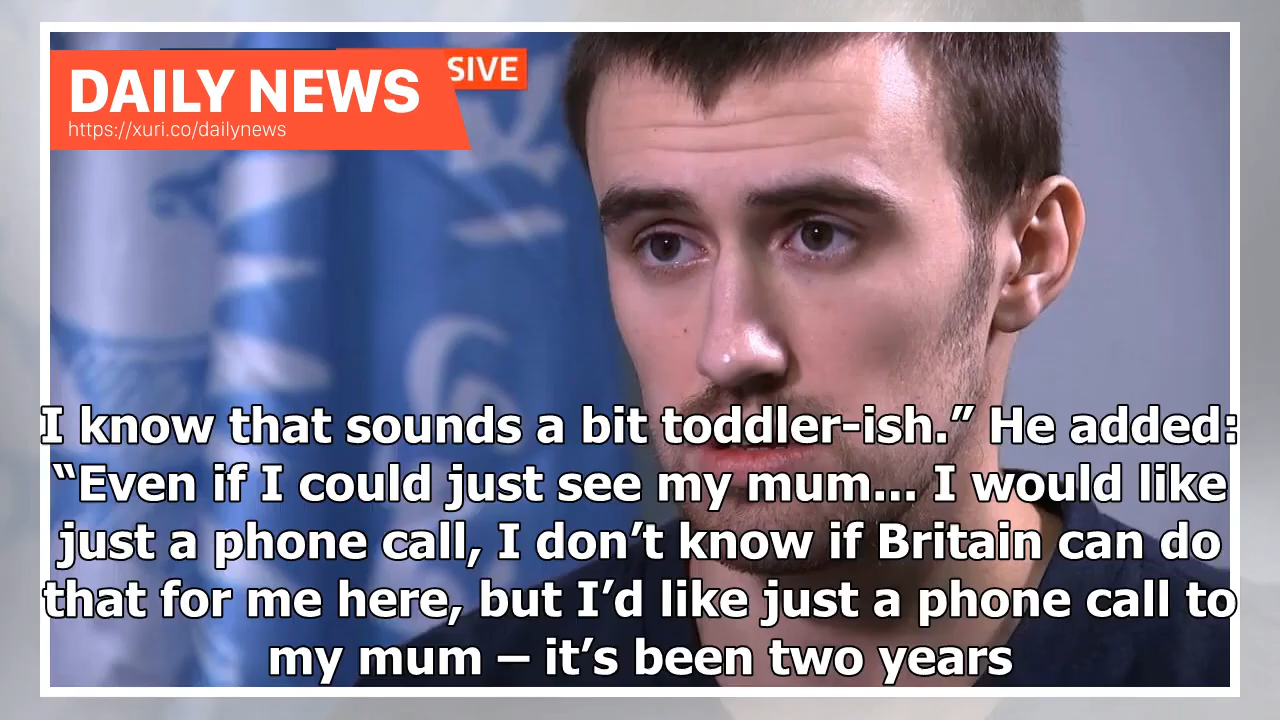 SIVE
DAILY NEWS
https://xuri.co/dailynews
I know that sounds a bit toddler-ish.” He added:
“Even if I could just see my mum... I would like
just a phone call, I don’t know if Britain can do
that for me here, but I’d like just a phone call to
my mum – it’s been two years